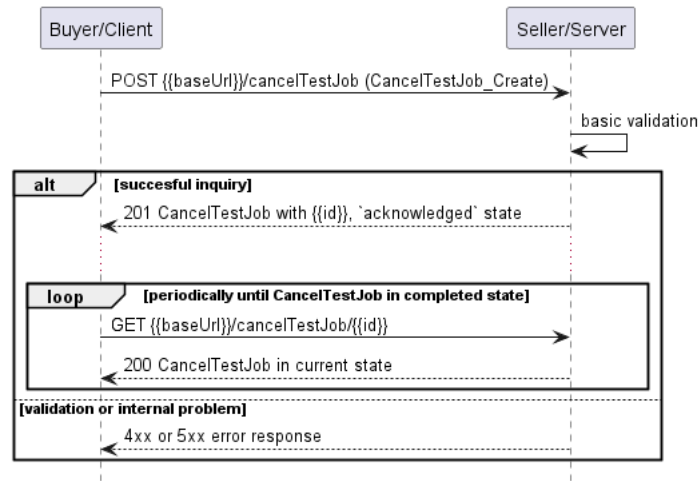 Buyer/Client
Seller/Server
POST {{baseUrl}}/cancelTestJob (CancelTestJob_Create)
basic validation
alt
[succesful inquiry]
201 CancelTestJob with {{id}}, `acknowledged` state
loop
[periodically until CancelTestJob in completed state]
GET {{baseUrl}}/cancelTestJob/{{id}}
200 CancelTestJob in current state
[validation or internal problem]
4xx or 5xx error response